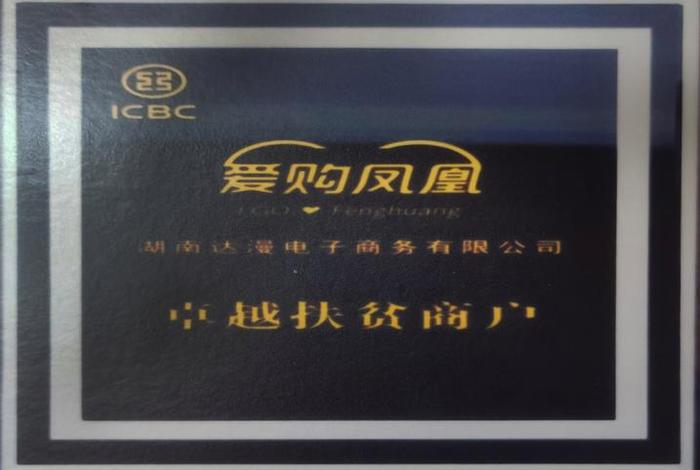 ICBC
爱购凤凰
I GO ❤ Fenghuang
湖南达漫电子商务有限公司
卓越扶贫商户